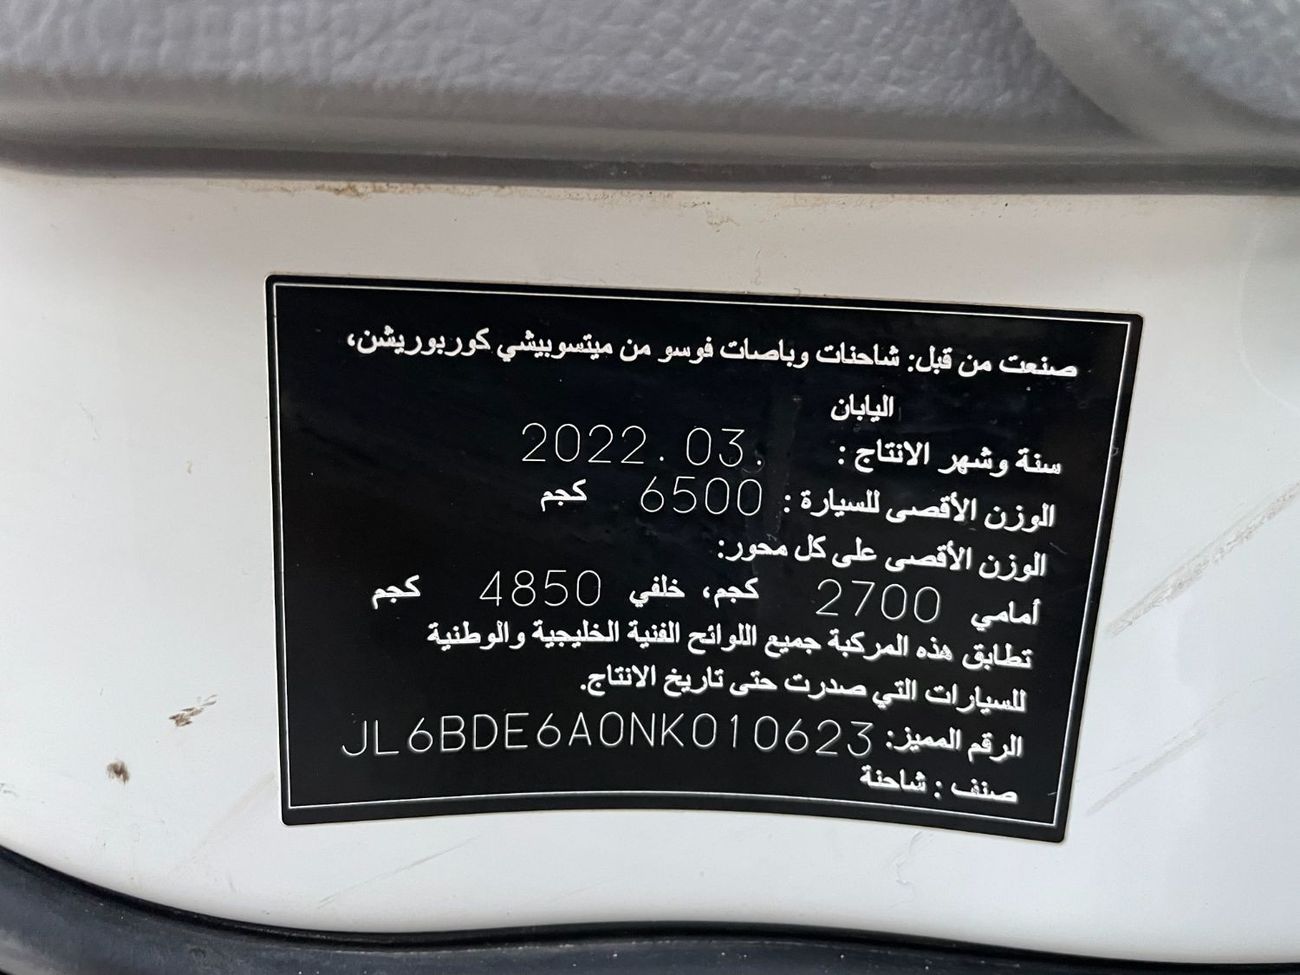 صنعت من قبل: شاحنات وباصات فوسو من ميتسوبيشي كوربوريشن،
اليابان
سنة وشهر الانتاج : 2022.03.
الوزن الأقصى للسيارة : 6500 كجم
الوزن الأقصى على كل محور:
أمامي 2700 كجم، خلفي 4850 كجم
تطابق هذه المركبة جميع اللوائح الفنية الخليجية والوطنية
للسيارات التي صدرت حتى تاريخ الانتاج.
الرقم المميز: JL6BDE6A0NK010623
صنف : شاحنة